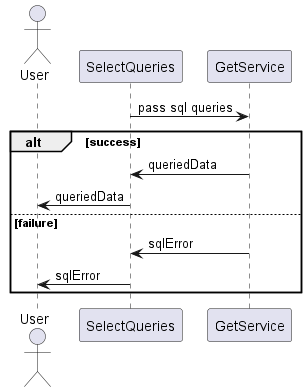 User
SelectQueries
GetService
pass sql queries
alt
[success]
queriedData
queriedData
[failure]
sqlError
sqlError
User
SelectQueries
GetService